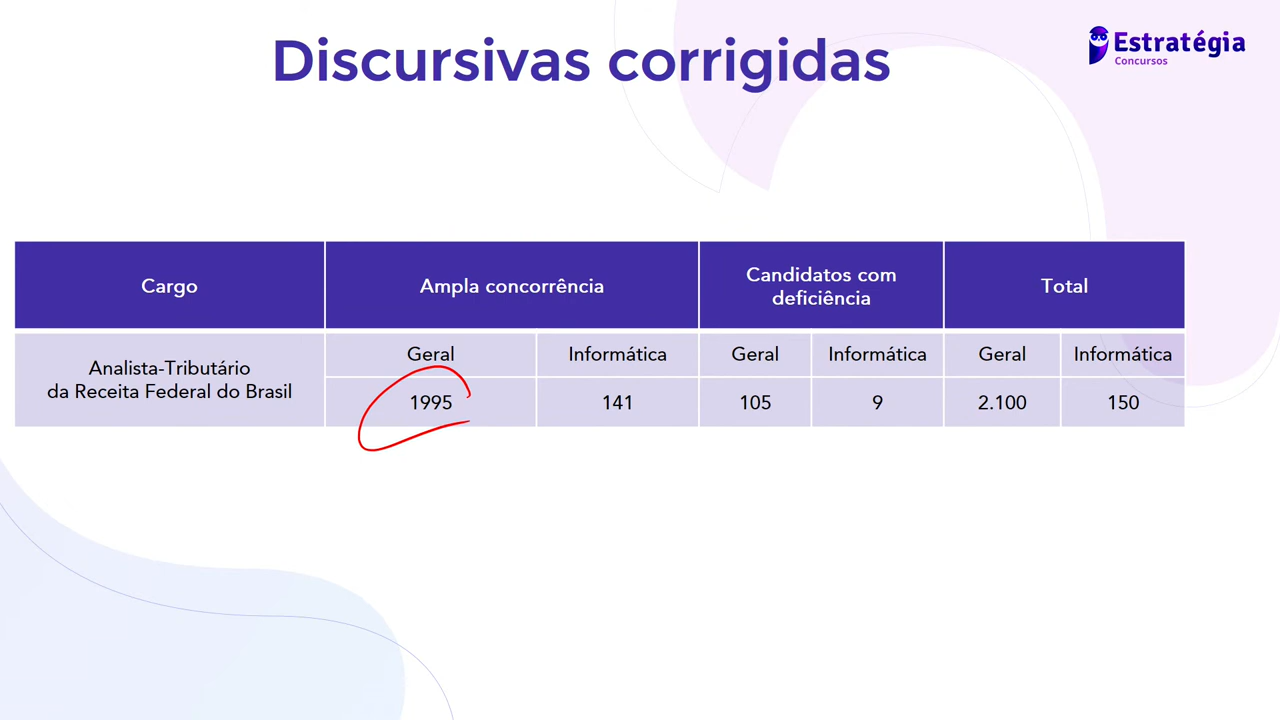 Discursivas corrigidas
Estratégia
Concursos
Cargo
Ampla concorrência
Candidatos com
deficiência
Total
Analista-Tributário
da Receita Federal do Brasil
Geral
Informática
Geral
Informática
Geral
Informática
1995
141
105
9
2.100
150